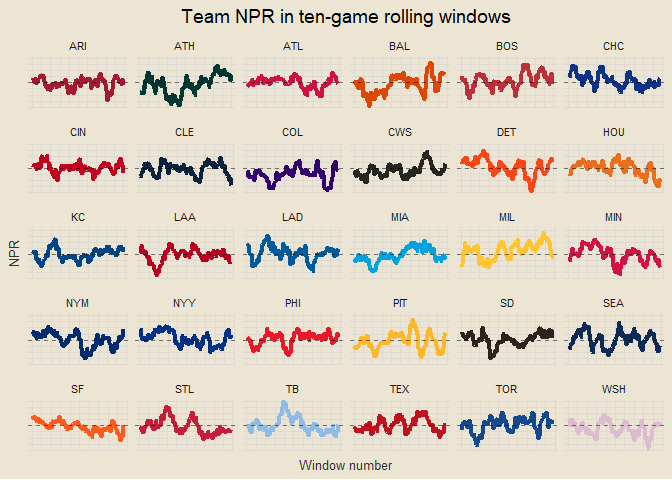 Team NPR in ten-game rolling windows
ARI ATH ATL BAL BOS CHC
CIN CLE COL CWS DET HOU
KC LAA LAD MIA MIL MIN
NPR
NYM NYY PHI PIT SD SEA
SF STL TB TEX TOR WSH
Window number